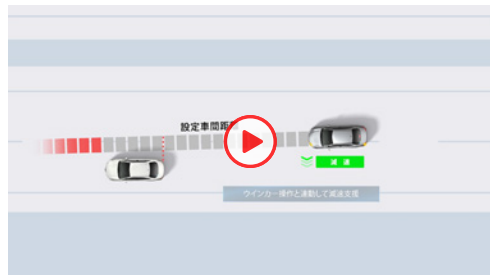 設定車間距離
減速
ウインカー操作と連動して減速支援